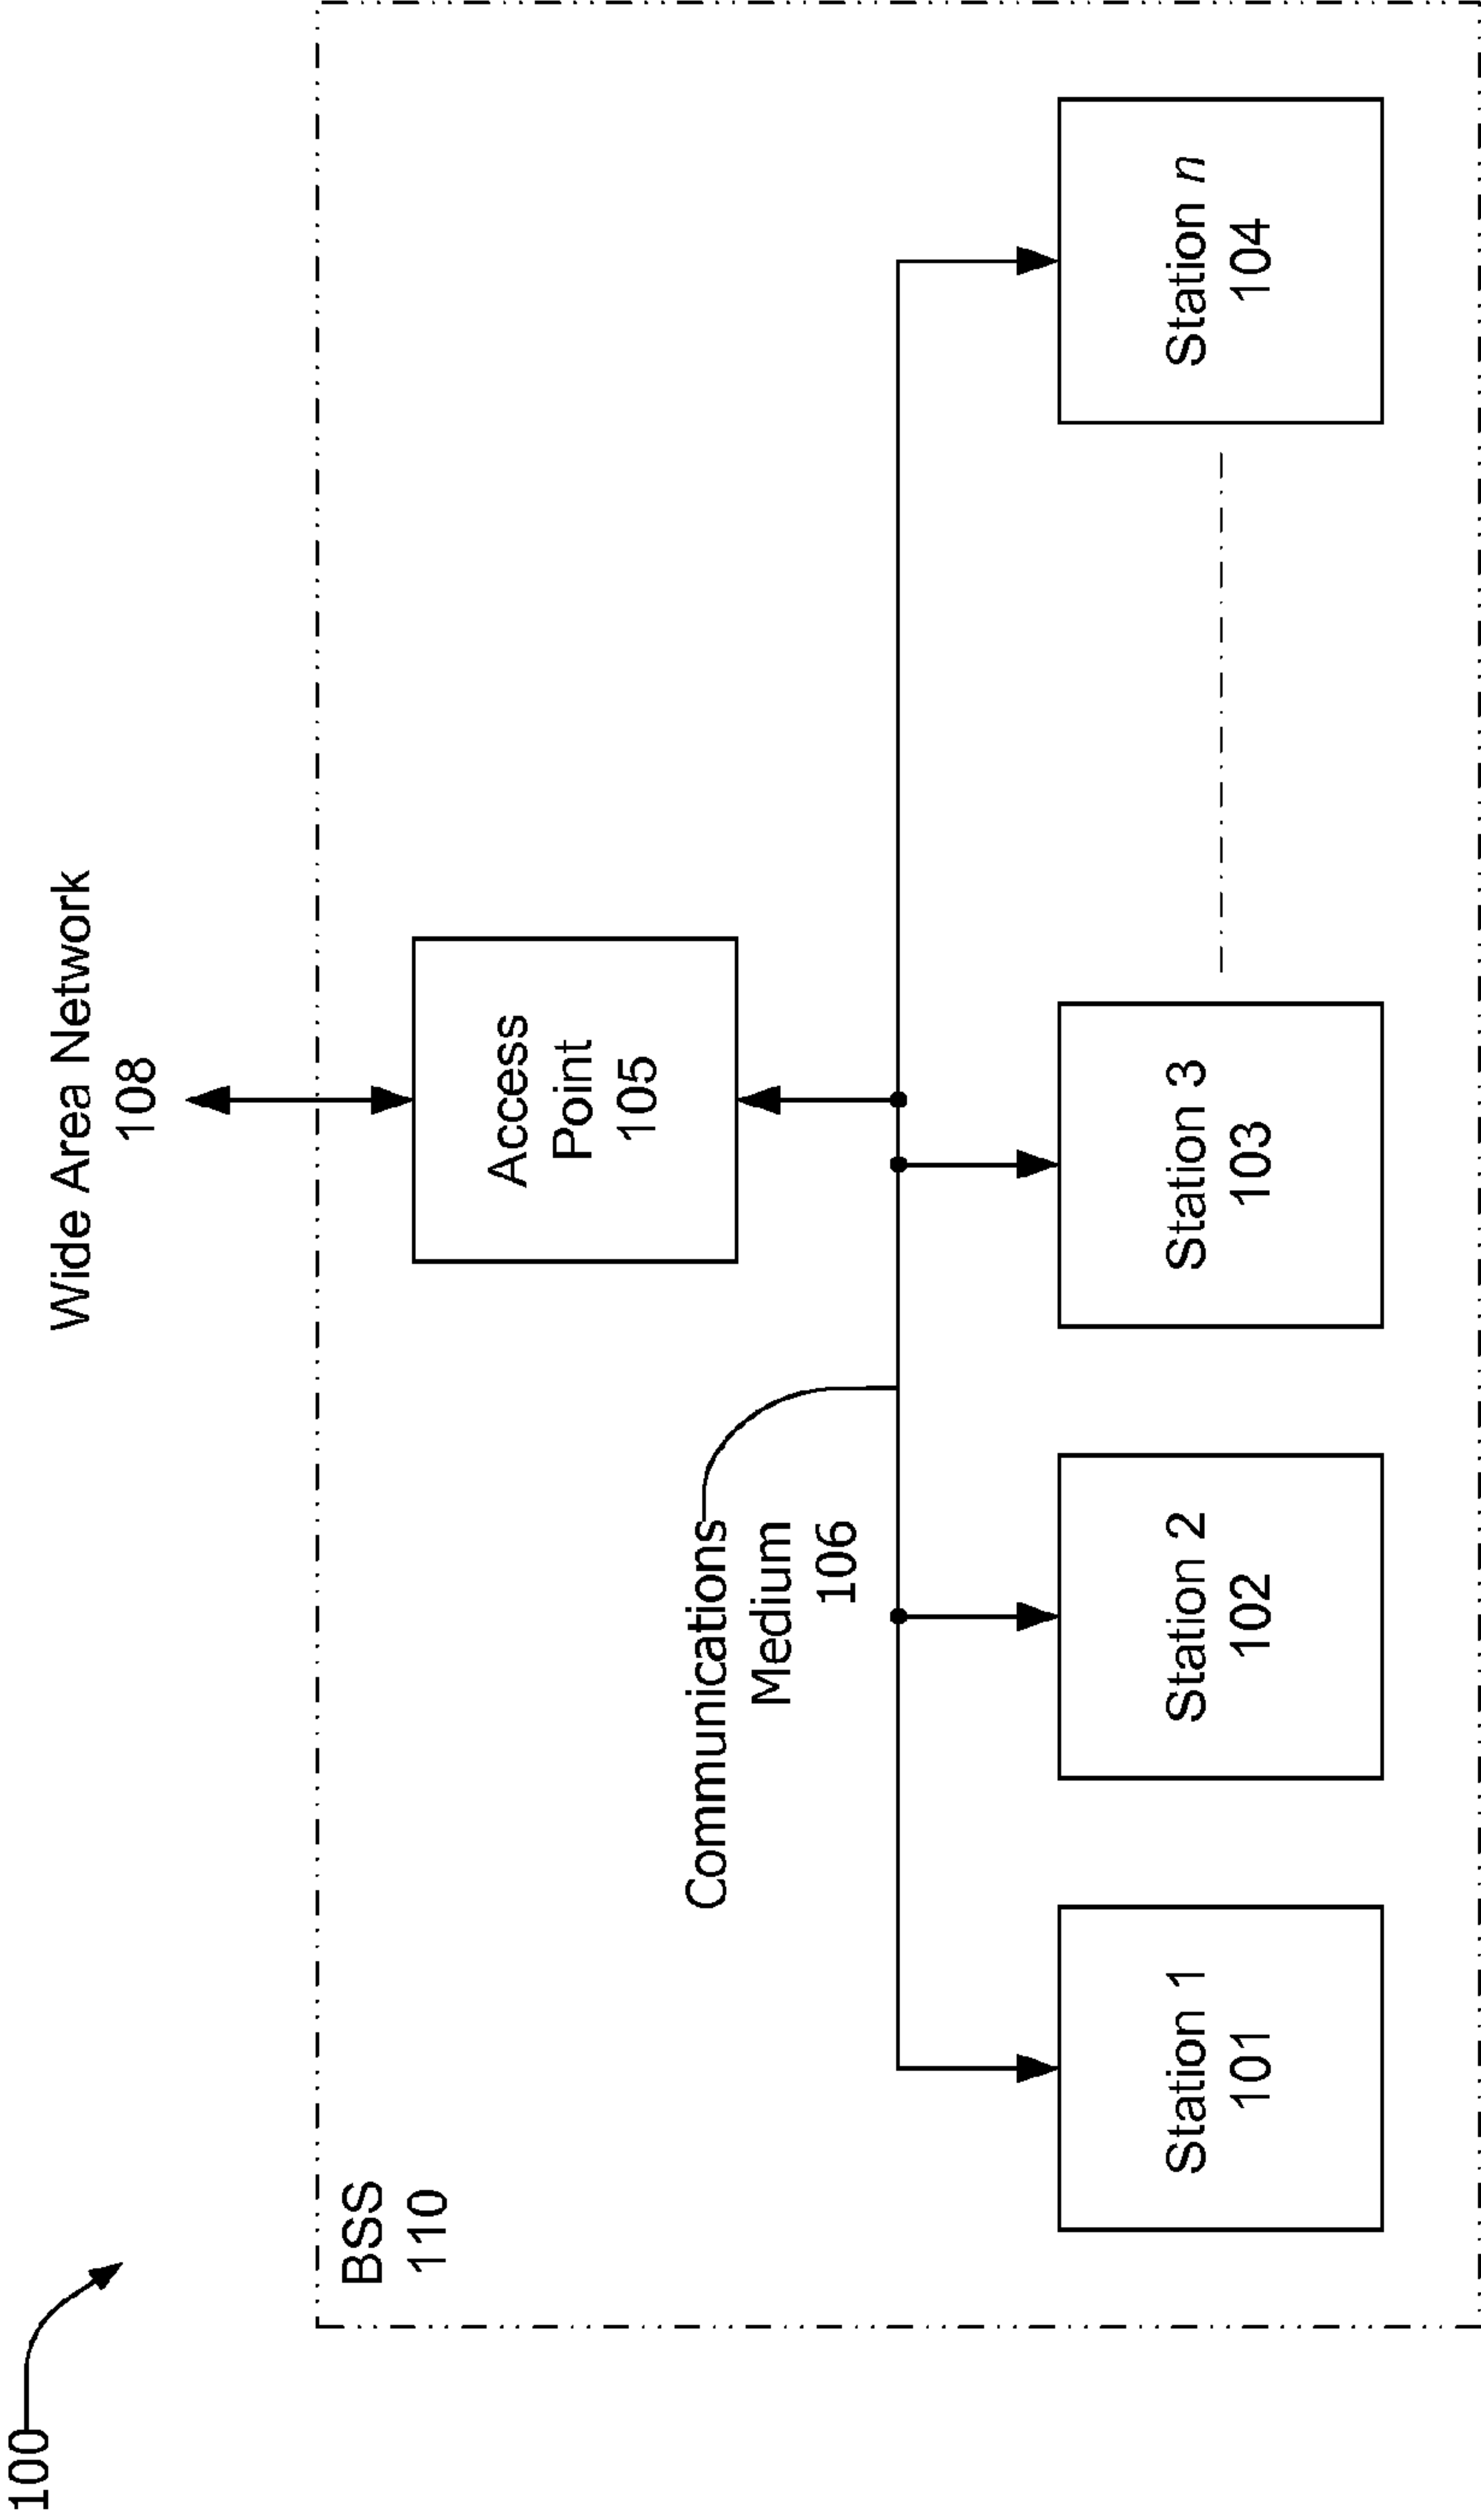 100
Wide Area Network
108
BSS
110
Access
Point
105
Communications
Medium
106
Station 1
101
Station 2
102
Station 3
103
Station n
104